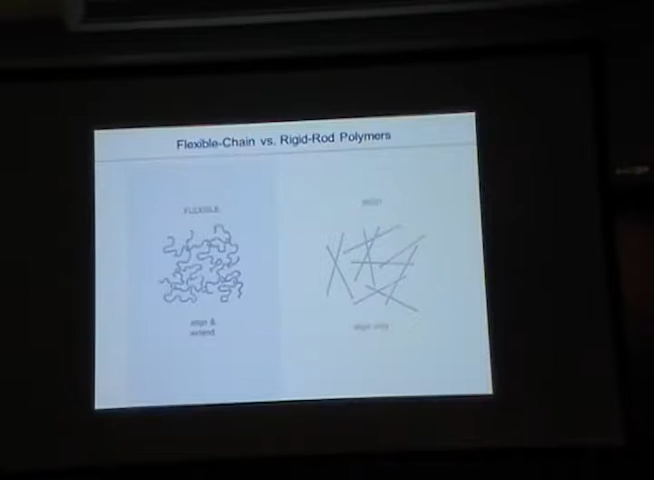 Flexible-Chain vs. Rigid-Rod Polymers
FLEXIBLE
RIGID
align &
extend
align only